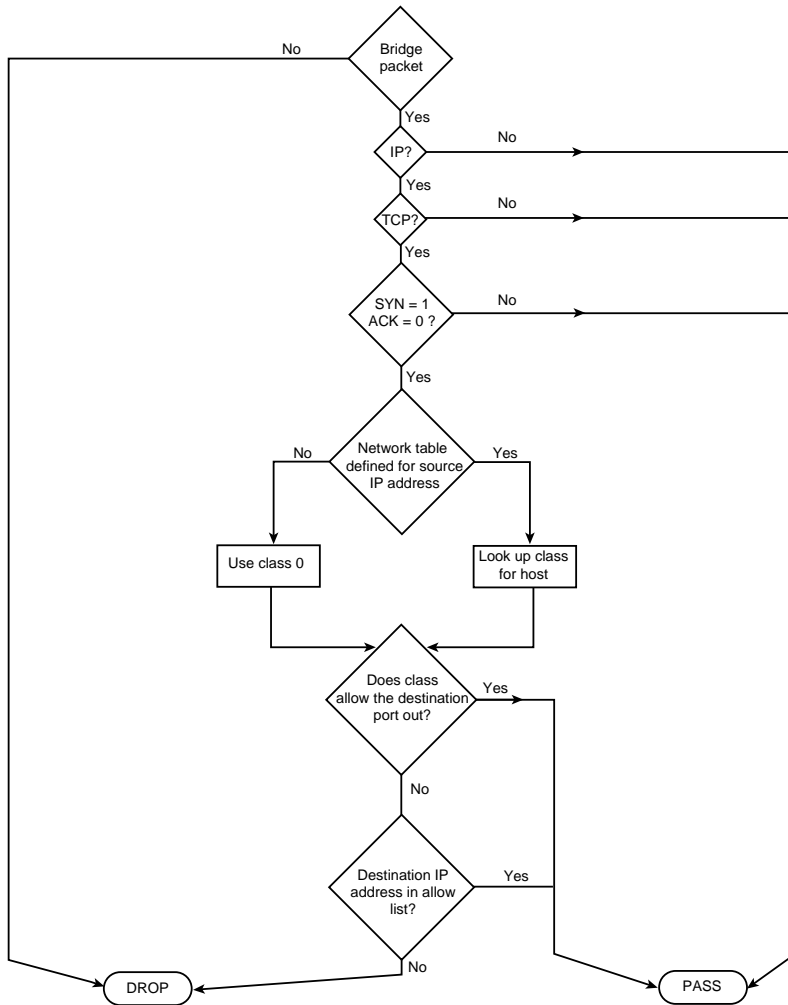 Bridge
packet
No
Yes
IP?
No
Yes
TCP?
No
Yes
SYN = 1
ACK = 0 ?
No
Yes
Network table
defined for source
IP address
No
Yes
Use class 0
Look up class
for host
Does class
allow the destination
port out?
Yes
No
Destination IP
address in allow
list?
Yes
No
DROP
PASS